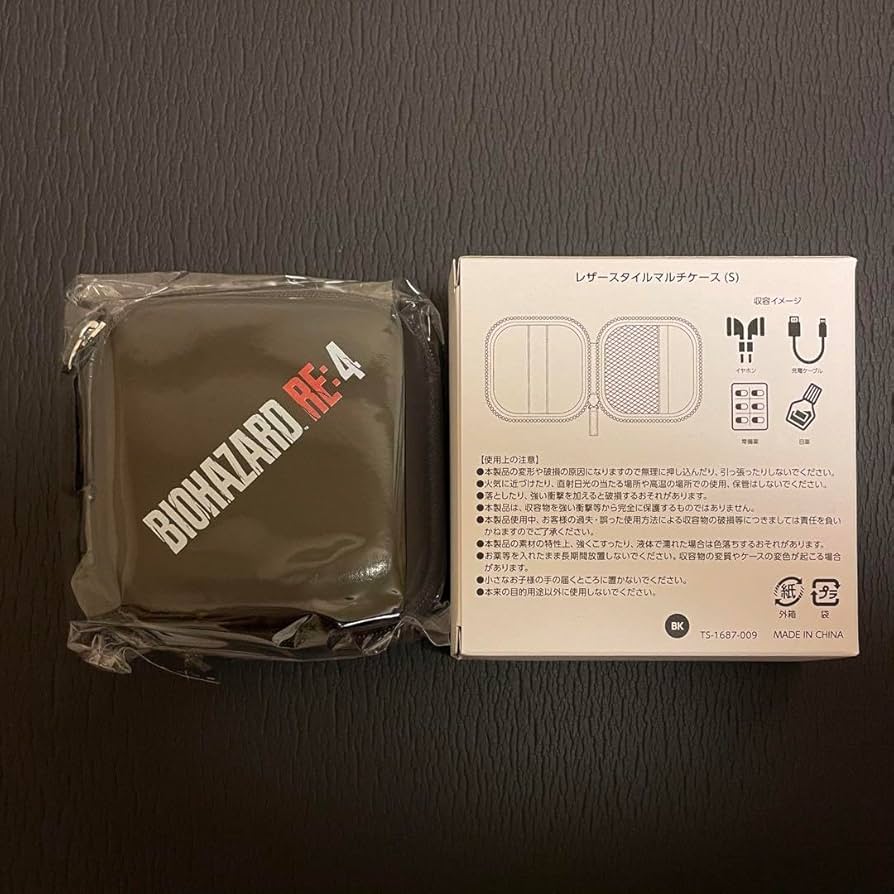 BIOHAZARD RE:4
レザースタイルマルチケース(S)
収容イメージ
イヤホン
充電ケーブル
常備薬
目薬
【使用上の注意】
●本製品の変形や破損の原因になりますので無理に押し込んだり、引っ張ったりしないでください。
●火気に近づけたり、直射日光の当たる場所や高温の場所での使用、保管はしないでください。
●落としたり、強い衝撃を加えると破損するおそれがあります。
●本製品は、収容物を強い衝撃等から完全に保護するものではありません。
●本製品使用中、お客様の過失・誤った使用方法による収容物の破損等につきましては責任を負い
かねますのでご了承ください。
●本製品の素材の特性上、強くこすったり、液体で濡れた場合は色落ちするおそれがあります。
●お薬等を入れたまま長期間放置しないでください。収容物の変質やケースの変色が起こる場合
があります。
●小さなお子様の手の届くところに置かないでください。
●本来の目的用途以外に使用しないでください。
紙
外箱
プラ
袋
BK
TS-1687-009 MADE IN CHINA